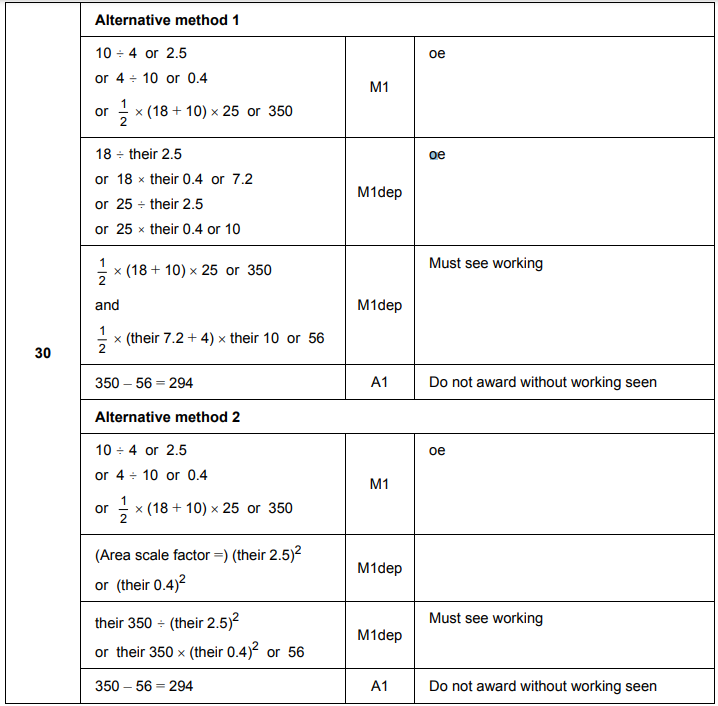 Alternative method 1
10 ÷ 4 or 2.5
or 4 ÷ 10 or 0.4
or 1/2 × (18 + 10) × 25 or 350
M1
oe
18 ÷ their 2.5
or 18 × their 0.4 or 7.2
or 25 ÷ their 2.5
or 25 × their 0.4 or 10
M1dep
oe
1/2 × (18 + 10) × 25 or 350
and
1/2 × (their 7.2 + 4) × their 10 or 56
M1dep
Must see working
30
350 – 56 = 294
A1
Do not award without working seen
Alternative method 2
10 ÷ 4 or 2.5
or 4 ÷ 10 or 0.4
or 1/2 × (18 + 10) × 25 or 350
M1
oe
(Area scale factor =) (their 2.5)²
or (their 0.4)²
M1dep
their 350 ÷ (their 2.5)²
or their 350 × (their 0.4)² or 56
M1dep
Must see working
350 – 56 = 294
A1
Do not award without working seen